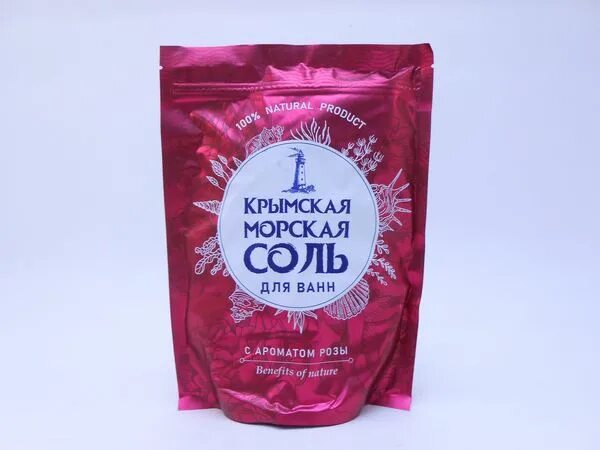 100% NATURAL PRODUCT
КРЫМСКАЯ
МОРСКАЯ
СОЛЬ
ДЛЯ ВАНН
С АРОМАТОМ РОЗЫ
Benefits of nature